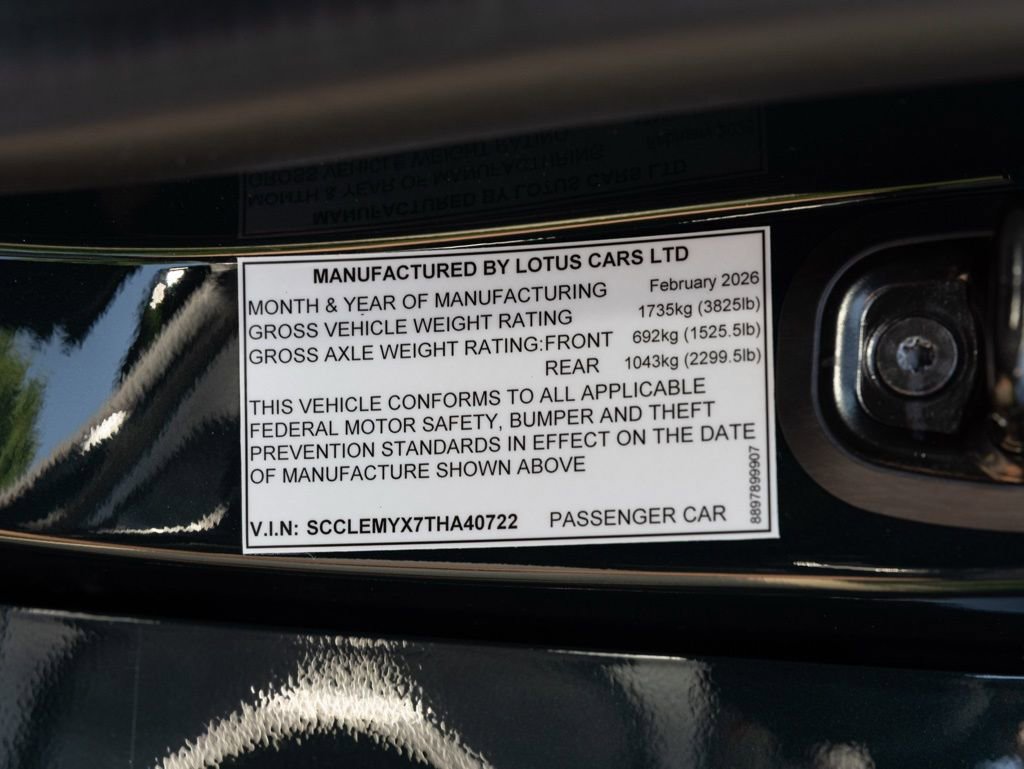 MANUFACTURED BY LOTUS CARS LTD
MONTH & YEAR OF MANUFACTURING February 2026
GROSS VEHICLE WEIGHT RATING 1735kg (3825lb)
GROSS AXLE WEIGHT RATING:FRONT 692kg (1525.5lb)
REAR 1043kg (2299.5lb)
THIS VEHICLE CONFORMS TO ALL APPLICABLE
FEDERAL MOTOR SAFETY, BUMPER AND THEFT
PREVENTION STANDARDS IN EFFECT ON THE DATE
OF MANUFACTURE SHOWN ABOVE
V.I.N: SCCLEMYX7THA40722 PASSENGER CAR
8897899907